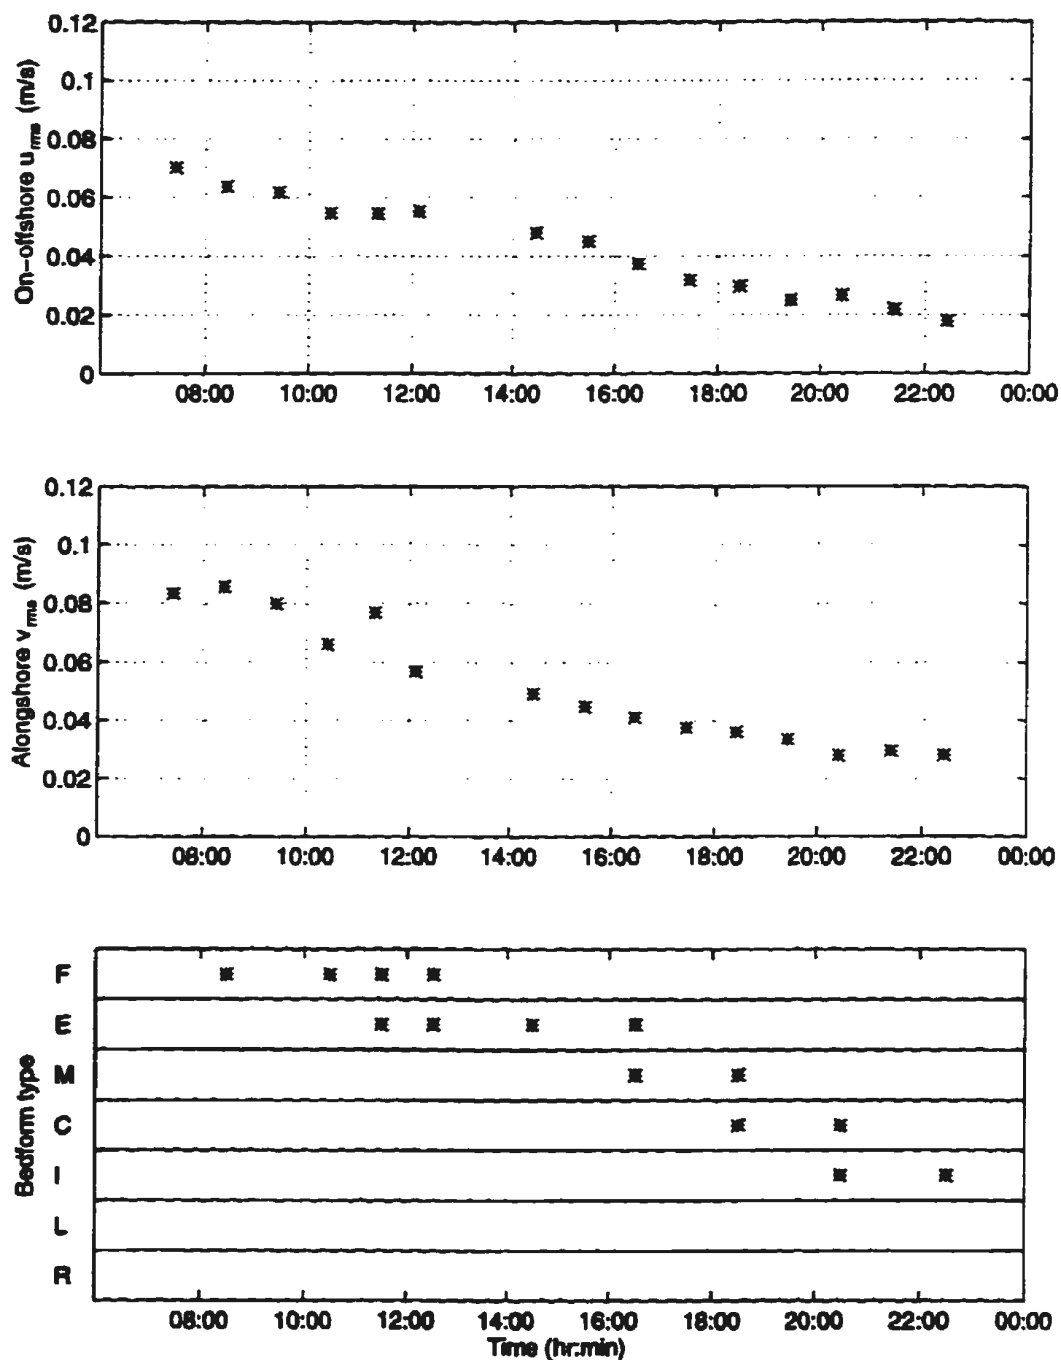 On-offshore u_rms (m/s)
0.12
0.1
0.08
0.06
0.04
0.02
0
08:00 10:00 12:00 14:00 16:00 18:00 20:00 22:00 00:00
Alongshore v_rms (m/s)
0.12
0.1
0.08
0.06
0.04
0.02
0
08:00 10:00 12:00 14:00 16:00 18:00 20:00 22:00 00:00
Bedform type
F
E
M
C
I
L
R
08:00 10:00 12:00 14:00 16:00 18:00 20:00 22:00 00:00
Time (hr:min)